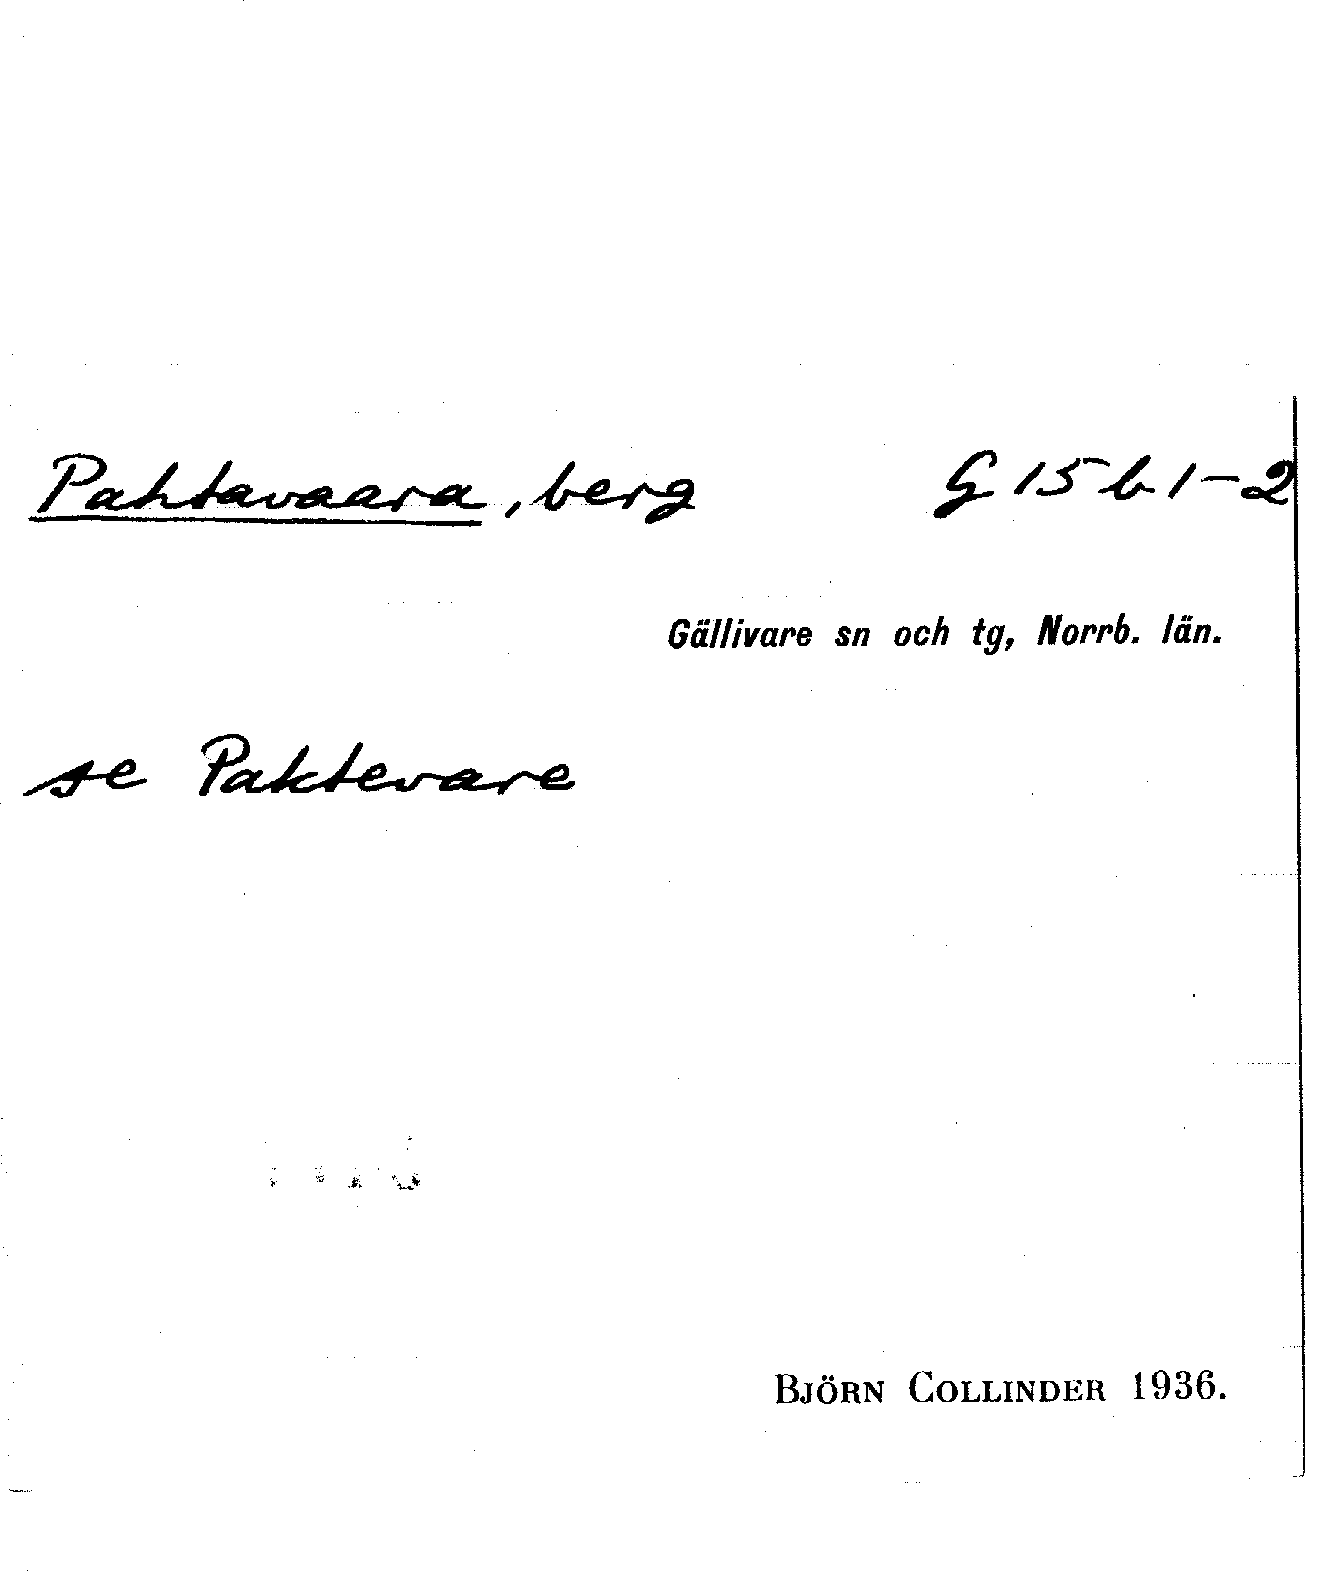 Pahtavaara, berg G 15 b 1-2
Gällivare sn och tg, Norrb. län.
se Paktevare
BJÖRN COLLINDER 1936.